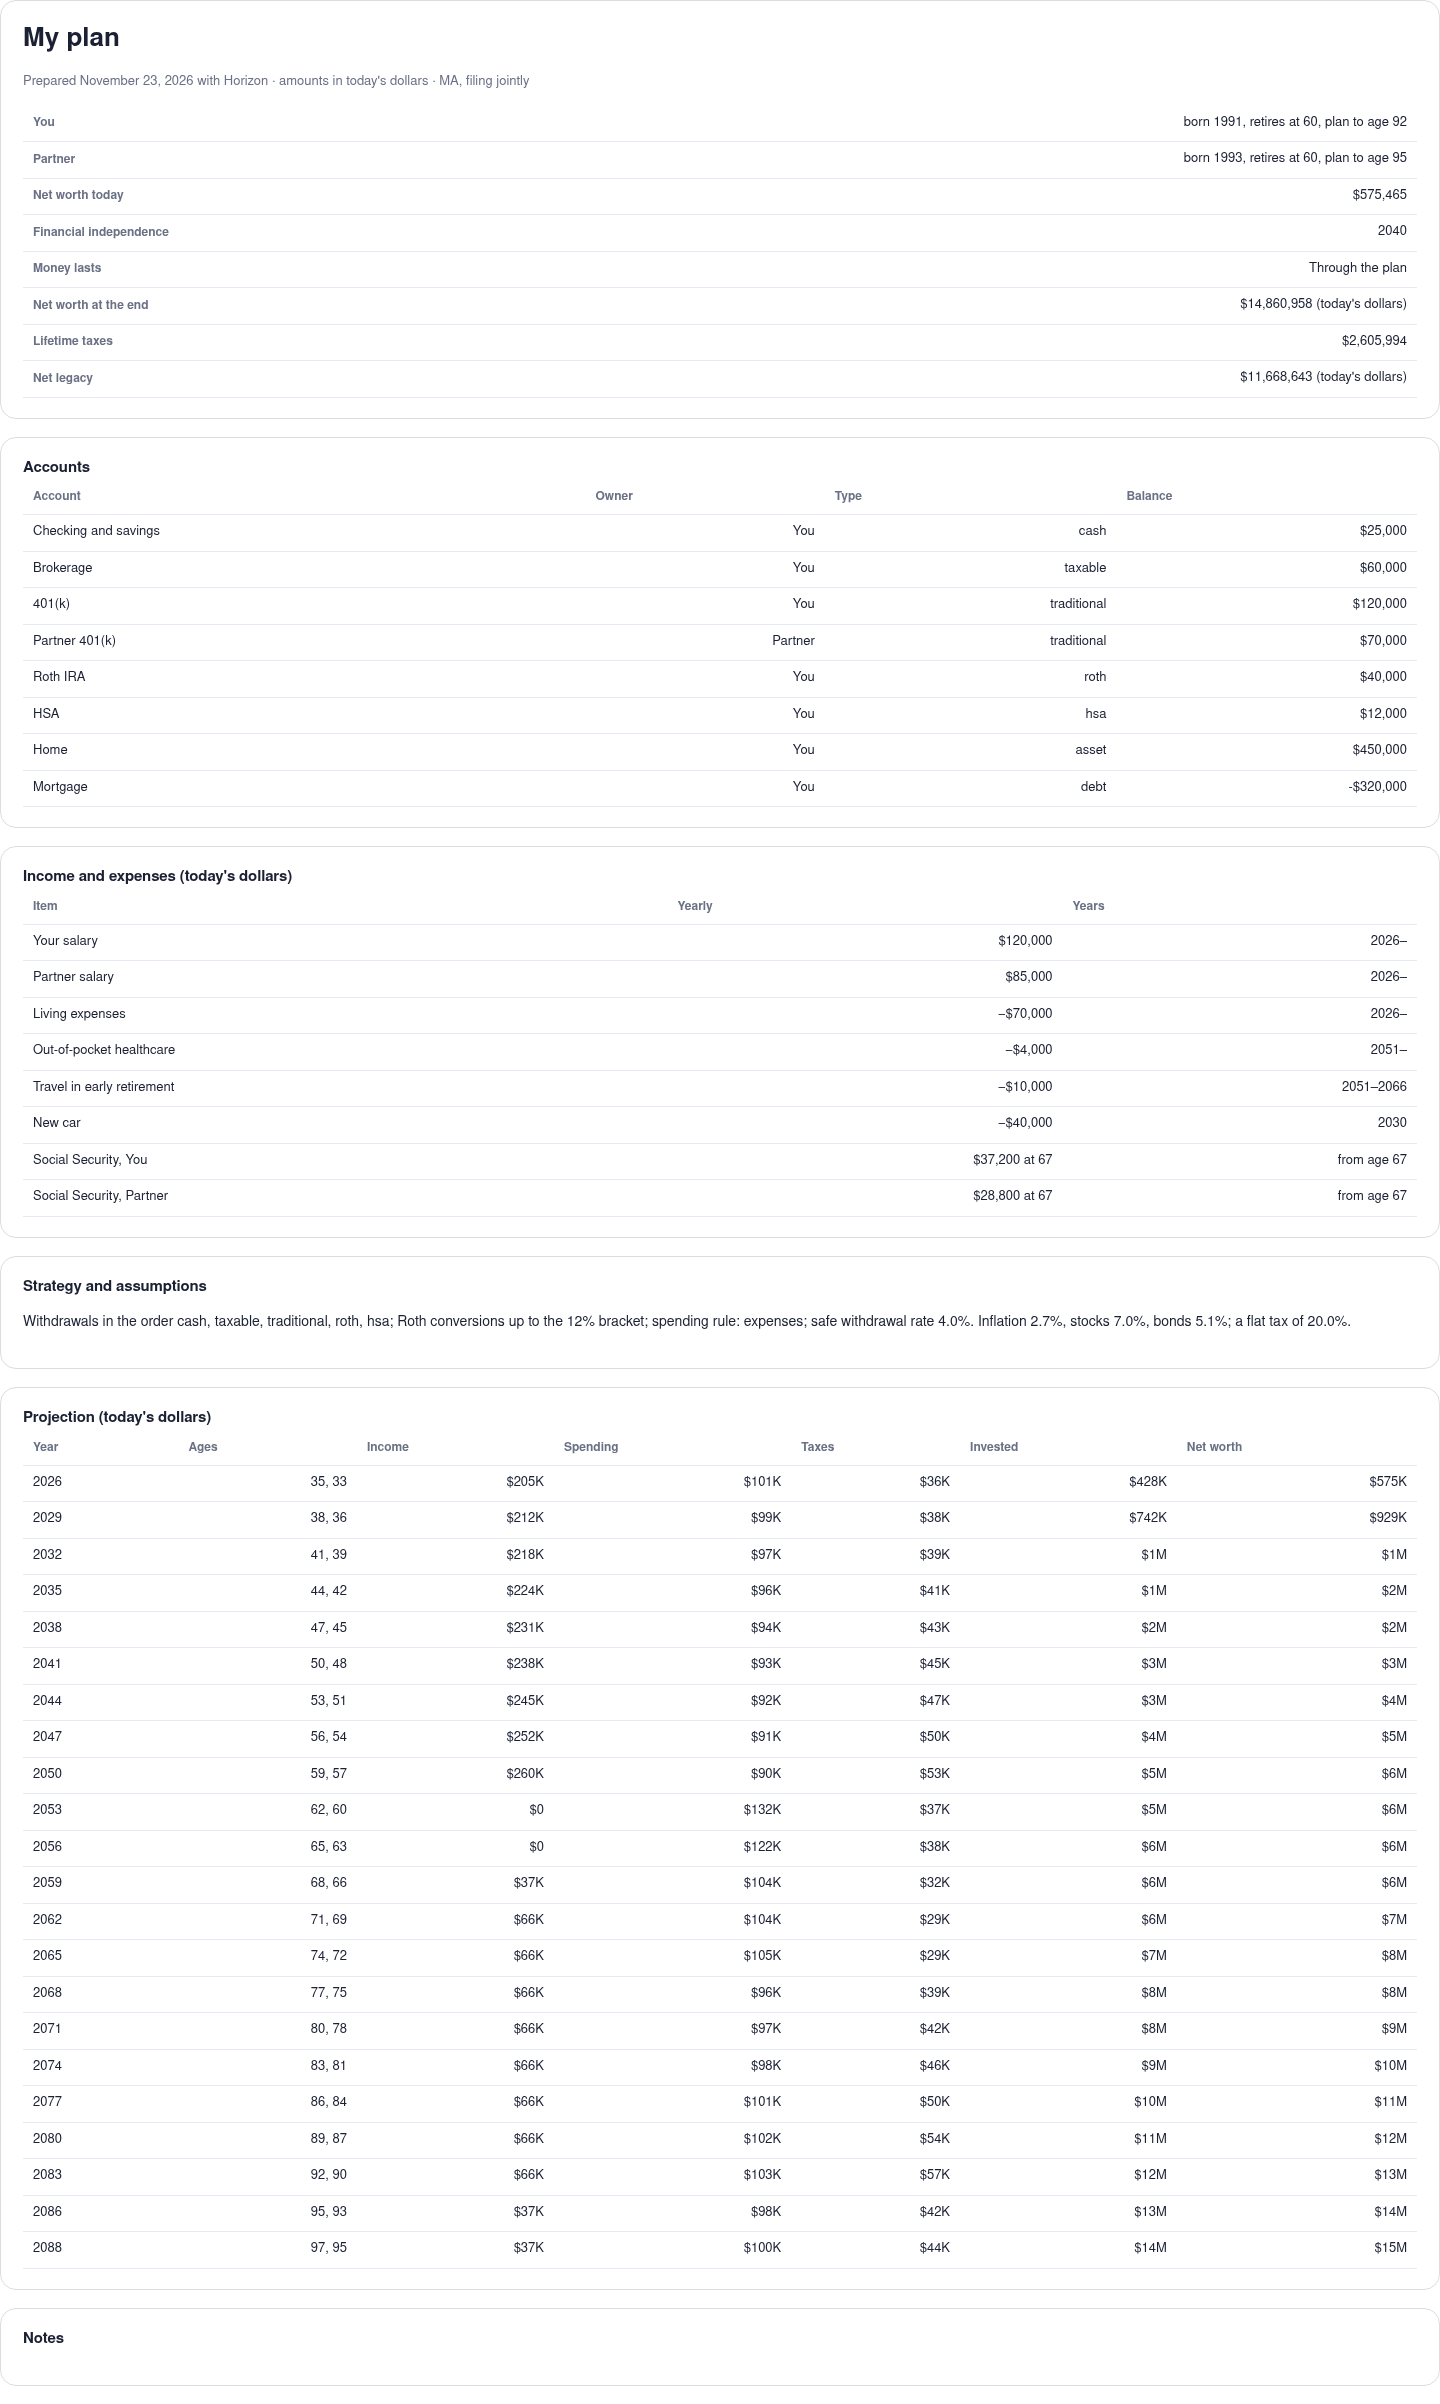 My plan
Prepared November 23, 2026 with Horizon · amounts in today's dollars · MA, filing jointly
You born 1991, retires at 60, plan to age 92
Partner born 1993, retires at 60, plan to age 95
Net worth today $575,465
Financial independence 2040
Money lasts Through the plan
Net worth at the end $14,860,958 (today's dollars)
Lifetime taxes $2,605,994
Net legacy $11,668,643 (today's dollars)
Accounts
Account Owner Type Balance
Checking and savings You cash $25,000
Brokerage You taxable $60,000
401(k) You traditional $120,000
Partner 401(k) Partner traditional $70,000
Roth IRA You roth $40,000
HSA You hsa $12,000
Home You asset $450,000
Mortgage You debt -$320,000
Income and expenses (today's dollars)
Item Yearly Years
Your salary $120,000 2026–
Partner salary $85,000 2026–
Living expenses –$70,000 2026–
Out-of-pocket healthcare –$4,000 2051–
Travel in early retirement –$10,000 2051–2066
New car –$40,000 2030
Social Security, You $37,200 at 67 from age 67
Social Security, Partner $28,800 at 67 from age 67
Strategy and assumptions
Withdrawals in the order cash, taxable, traditional, roth, hsa; Roth conversions up to the 12% bracket; spending rule: expenses; safe withdrawal rate 4.0%. Inflation 2.7%, stocks 7.0%, bonds 5.1%; a flat tax of 20.0%.
Projection (today's dollars)
Year Ages Income Spending Taxes Invested Net worth
2026 35, 33 $205K $101K $36K $428K $575K
2029 38, 36 $212K $99K $38K $742K $929K
2032 41, 39 $218K $97K $39K $1M $1M
2035 44, 42 $224K $96K $41K $1M $2M
2038 47, 45 $231K $94K $43K $2M $2M
2041 50, 48 $238K $93K $45K $3M $3M
2044 53, 51 $245K $92K $47K $3M $4M
2047 56, 54 $252K $91K $50K $4M $5M
2050 59, 57 $260K $90K $53K $5M $6M
2053 62, 60 $0 $132K $37K $5M $6M
2056 65, 63 $0 $122K $38K $6M $6M
2059 68, 66 $37K $104K $32K $6M $6M
2062 71, 69 $66K $104K $29K $6M $7M
2065 74, 72 $66K $105K $29K $7M $8M
2068 77, 75 $66K $96K $39K $8M $8M
2071 80, 78 $66K $97K $42K $8M $9M
2074 83, 81 $66K $98K $46K $9M $10M
2077 86, 84 $66K $101K $50K $10M $11M
2080 89, 87 $66K $102K $54K $11M $12M
2083 92, 90 $66K $103K $57K $12M $13M
2086 95, 93 $37K $98K $42K $13M $14M
2088 97, 95 $37K $100K $44K $14M $15M
Notes